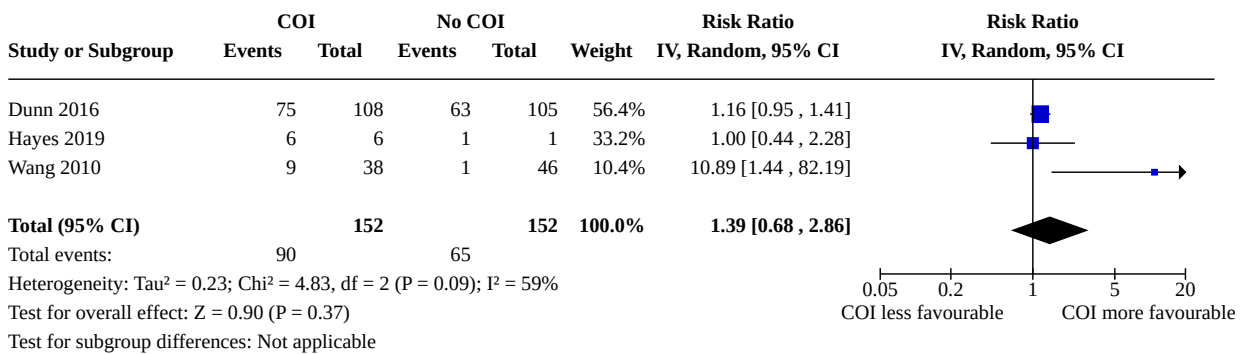 COI No COI Risk Ratio Risk Ratio
Study or Subgroup Events Total Events Total Weight IV, Random, 95% CI IV, Random, 95% CI
Dunn 2016 75 108 63 105 56.4% 1.16 [0.95 , 1.41]
Hayes 2019 6 6 1 1 33.2% 1.00 [0.44 , 2.28]
Wang 2010 9 38 1 46 10.4% 10.89 [1.44 , 82.19]
Total (95% CI) 152 152 100.0% 1.39 [0.68 , 2.86]
Total events: 90 65
Heterogeneity: Tau² = 0.23; Chi² = 4.83, df = 2 (P = 0.09); I² = 59%
0.05 0.2 1 5 20
Test for overall effect: Z = 0.90 (P = 0.37) COI less favourable COI more favourable
Test for subgroup differences: Not applicable